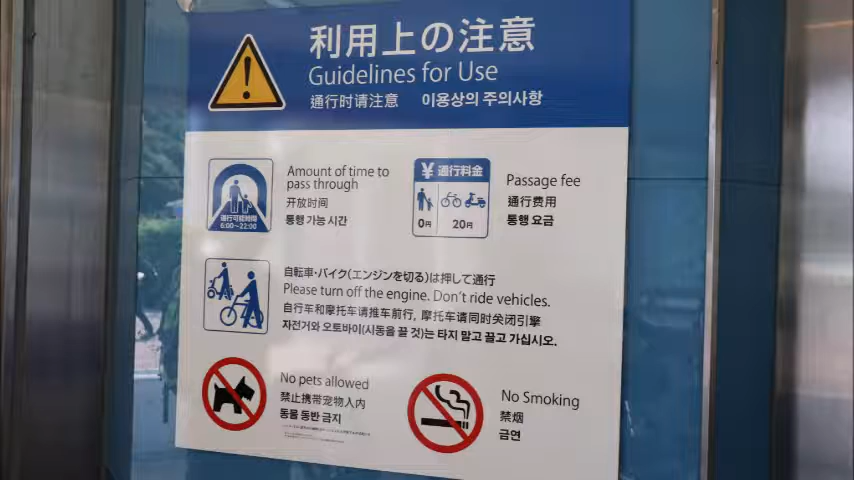 利用上の注意
Guidelines for Use
通行时请注意 이용상의 주의사항
通行可能時間
6:00〜22:00
Amount of time to
pass through
开放时间
통행 가능 시간
¥ 通行料金
0円 20円
Passage fee
通行费用
통행 요금
自転車・バイク(エンジンを切る)は押して通行
Please turn off the engine. Don't ride vehicles.
自行车和摩托车请推车前行, 摩托车请同时关闭引擎
자전거와 오토바이(시동을 끌 것)는 타지 말고 끌고 가십시오.
No pets allowed
禁止携带宠物入内
동물 동반 금지
No Smoking
禁烟
금연